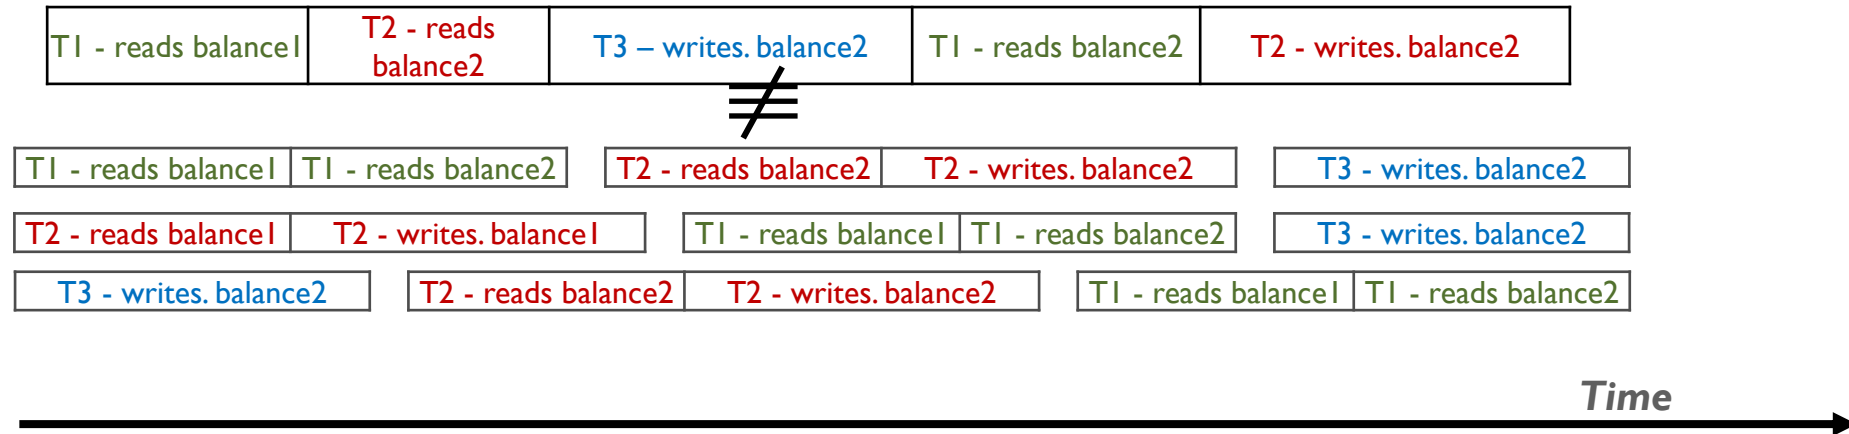 T1 - reads balance1 T2 - reads balance2 T3 – writes. balance2 T1 - reads balance2 T2 - writes. balance2
≢
T1 - reads balance1 T1 - reads balance2 T2 - reads balance2 T2 - writes. balance2 T3 - writes. balance2
T2 - reads balance1 T2 - writes. balance1 T1 - reads balance1 T1 - reads balance2 T3 - writes. balance2
T3 - writes. balance2 T2 - reads balance2 T2 - writes. balance2 T1 - reads balance1 T1 - reads balance2
Time